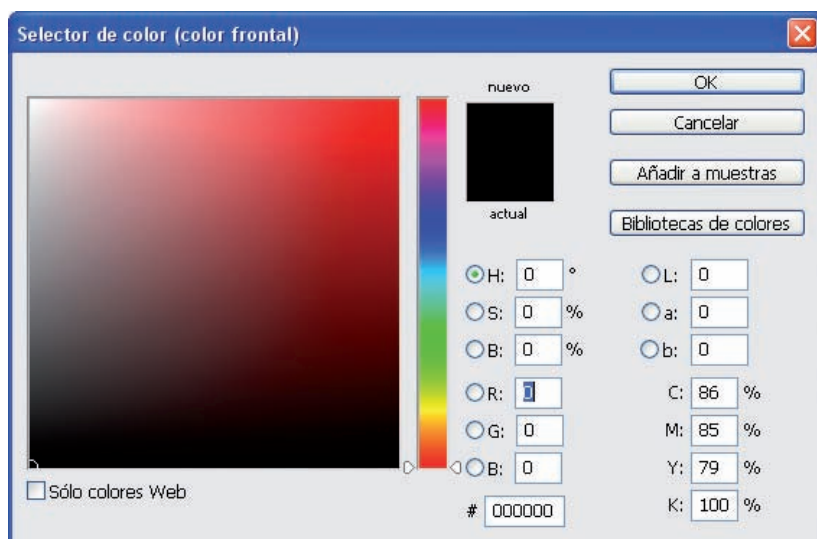 Selector de color (color frontal)
nuevo
actual
OK
Cancelar
Añadir a muestras
Bibliotecas de colores
H: 0 °
S: 0 %
B: 0 %
R: 0
G: 0
B: 0
# 000000
L: 0
a: 0
b: 0
C: 86 %
M: 85 %
Y: 79 %
K: 100 %
Sólo colores Web